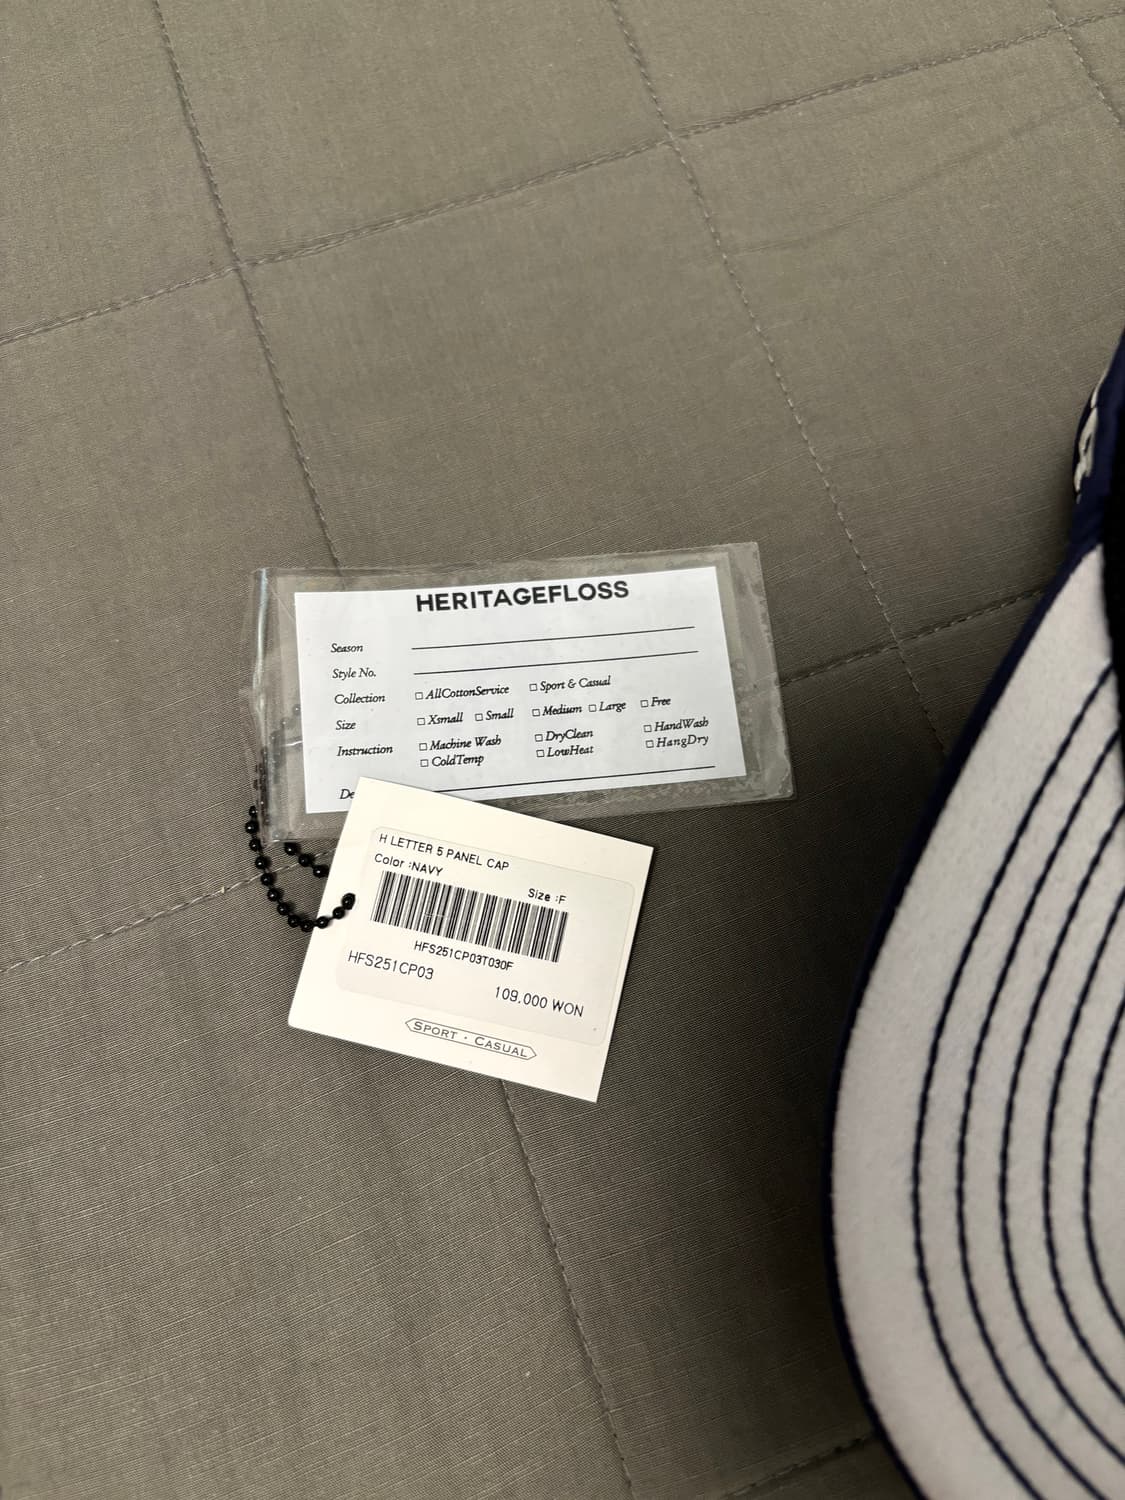 HERITAGEFLOSS
Season
Style No.
Collection □ AllCottonService □ Sport & Casual
Size □ Xsmall □ Small □ Medium □ Large □ Free
Instruction □ Machine Wash □ DryClean □ HandWash
□ ColdTemp □ LowHeat □ HangDry
De
H LETTER 5 PANEL CAP
Color :NAVY
Size :F
HFS251CP03T030F
HFS251CP03
109,000 WON
SPORT · CASUAL